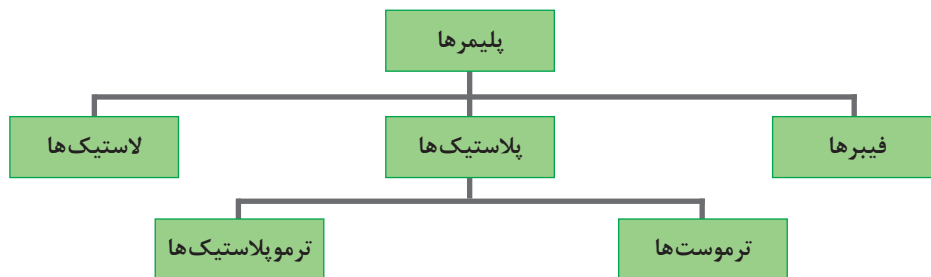 پلیمرها
فیبرها
پلاستیک‌ها
لاستیک‌ها
ترموست‌ها
ترموپلاستیک‌ها